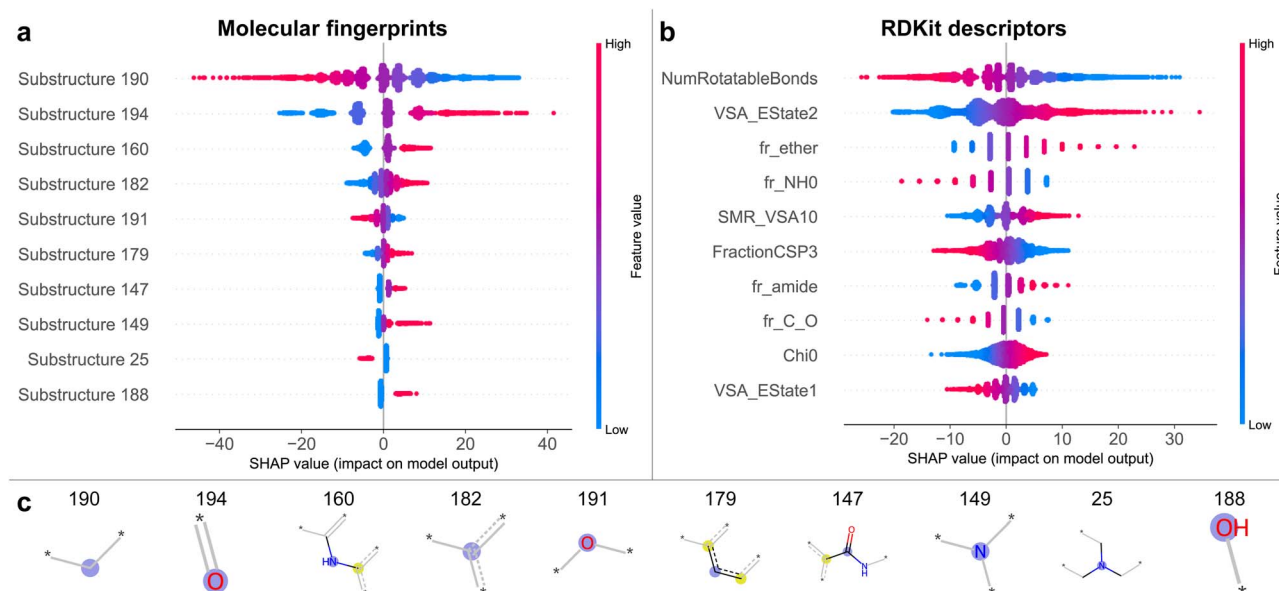 a
Molecular fingerprints
High
Substructure 190
Substructure 194
Substructure 160
Substructure 182
Substructure 191
Substructure 179
Substructure 147
Substructure 149
Substructure 25
Substructure 188
Feature value
Low
−40 −20 0 20 40
SHAP value (impact on model output)
b
RDKit descriptors
High
NumRotatableBonds
VSA_EState2
fr_ether
fr_NH0
SMR_VSA10
FractionCSP3
fr_amide
fr_C_O
Chi0
VSA_EState1
Feature value
Low
−20 −10 0 10 20 30
SHAP value (impact on model output)
c
190 194 160 182 191 179 147 149 25 188
* *
* O
* * HN * *
* * *
O * *
* * *
O N H * * *
N * * *
N * * *
OH *